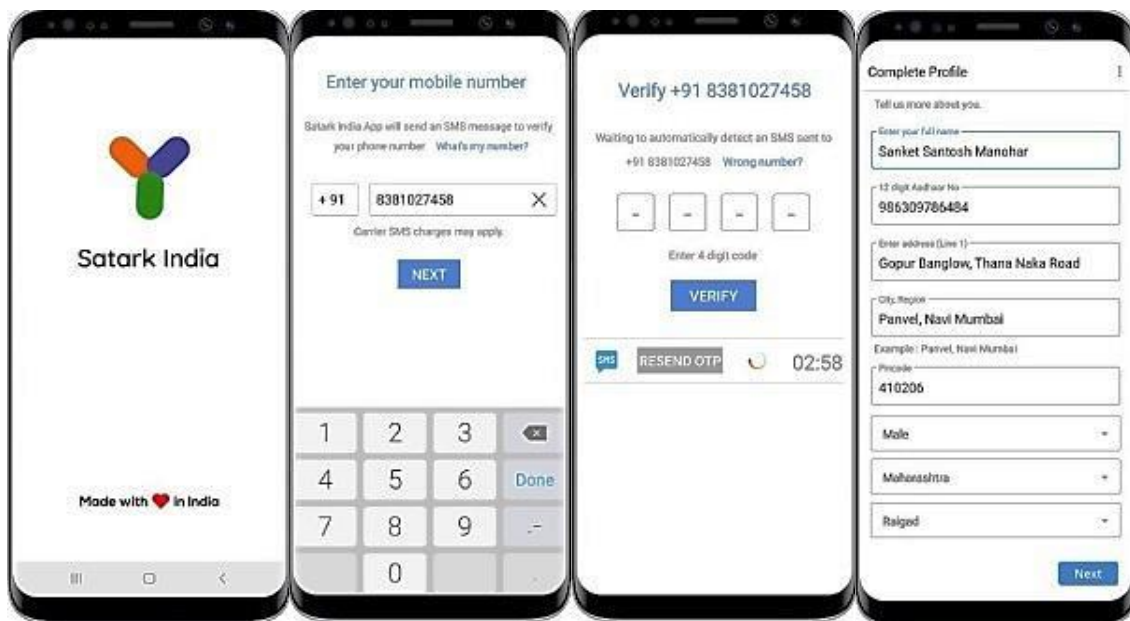 Satark India
Made with in India
Enter your mobile number
Satark India App will send an SMS message to verify
your phone number What's my number?
+ 91 8381027458
Carrier SMS charges may apply.
NEXT
1 2 3
4 5 6 Done
7 8 9 .-
0 .
Verify +91 8381027458
Waiting to automatically detect an SMS sent to
+91 8381027458 Wrong number?
- - - -
Enter 4 digit code
VERIFY
SMS RESEND OTP 02:58
Complete Profile
Tell us more about you.
Enter your full name
Sanket Santosh Manohar
12 digit Aadhaar No
986309786484
Enter address (Line 1)
Gopur Banglow, Thana Naka Road
City, Region
Panvel, Navi Mumbai
Example : Panvel, Navi Mumbai
Pincode
410206
Male
Maharashtra
Raigad
Next